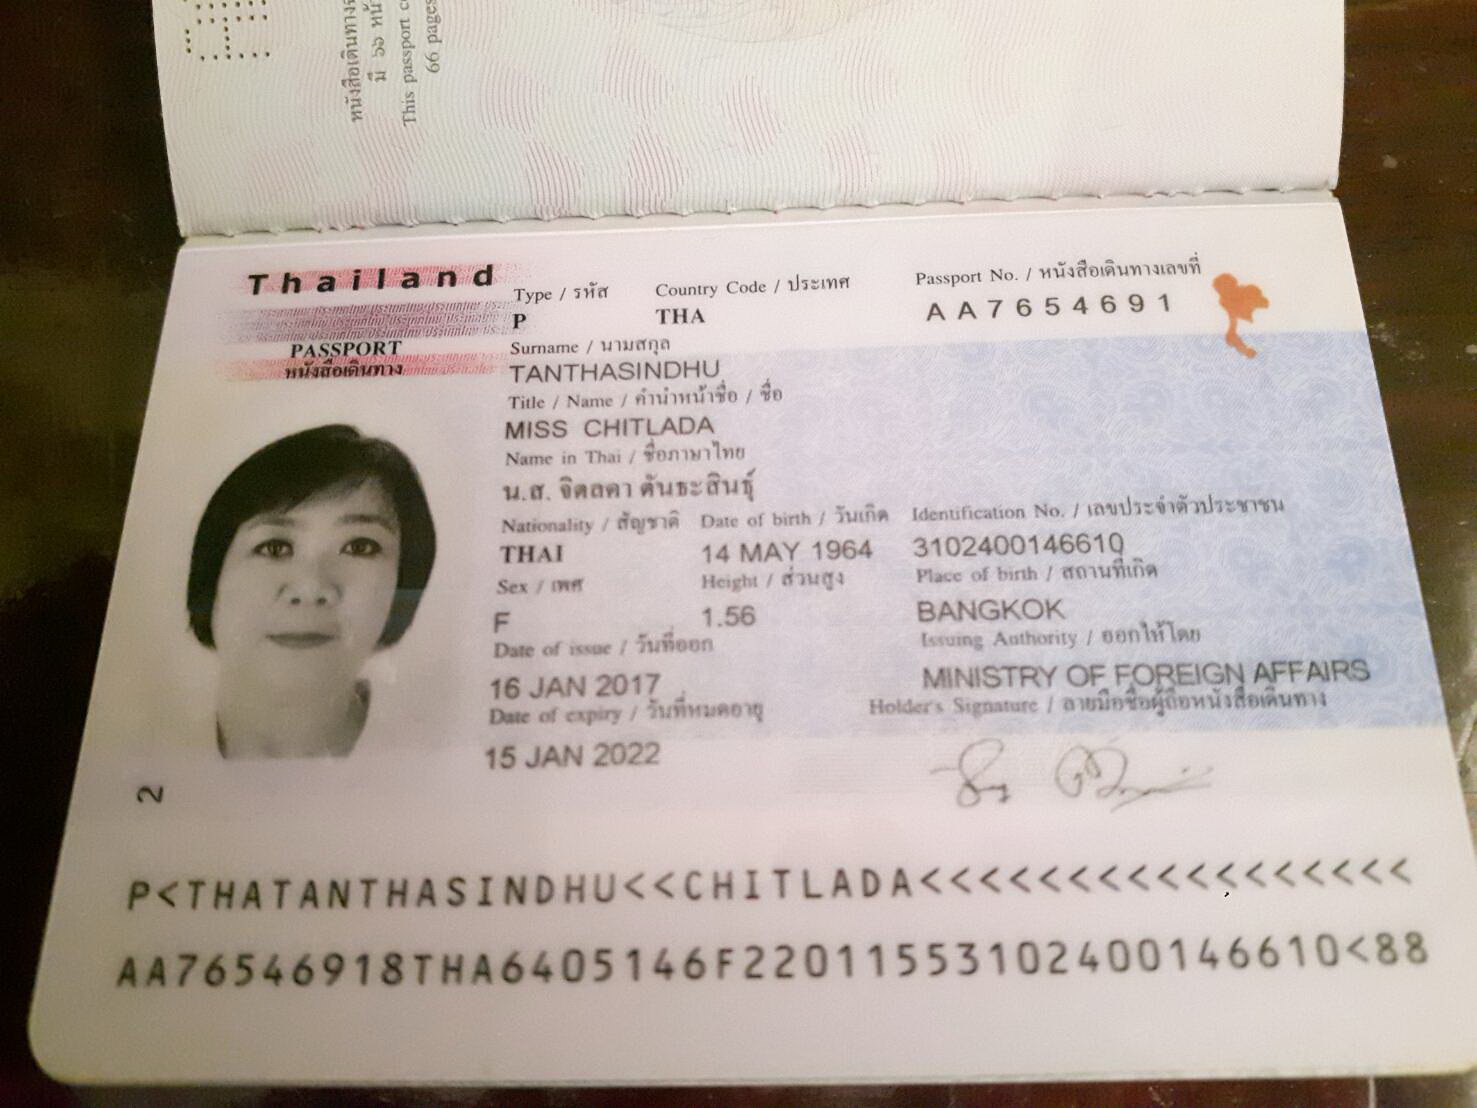 หนังสือเดินทาง
มี ๖๖ หน้า
This passport
66 pages
Thailand
PASSPORT
หนังสือเดินทาง
Type / รหัส Country Code / ประเทศ Passport No. / หนังสือเดินทางเลขที่
P THA AA7654691
Surname / นามสกุล
TANTHASINDHU
Title / Name / คำนำหน้าชื่อ / ชื่อ
MISS CHITLADA
Name in Thai / ชื่อภาษาไทย
น.ส. จิตลดา ตันธะสินธุ์
Nationality / สัญชาติ Date of birth / วันเกิด Identification No. / เลขประจำตัวประชาชน
THAI 14 MAY 1964 3102400146610
Sex / เพศ Height / ส่วนสูง Place of birth / สถานที่เกิด
F 1.56 BANGKOK
Date of issue / วันที่ออก Issuing Authority / ออกให้โดย
16 JAN 2017 MINISTRY OF FOREIGN AFFAIRS
Date of expiry / วันที่หมดอายุ Holder's Signature / ลายมือชื่อผู้ถือหนังสือเดินทาง
15 JAN 2022
2
P<THATANTHASINDHU<<CHITLADA<<<<<<<<<<<<<<<<<
AA76546918THA6405146F22011553102400146610<88